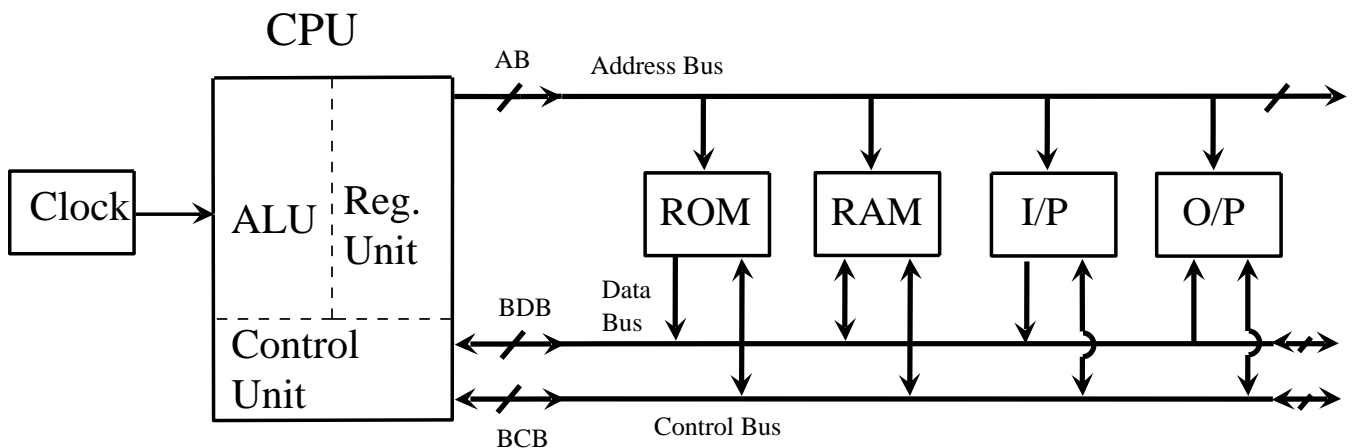 CPU
AB
Address Bus
Clock
ALU
Reg.
Unit
ROM
RAM
I/P
O/P
Data
Bus
BDB
Control
Unit
BCB
Control Bus